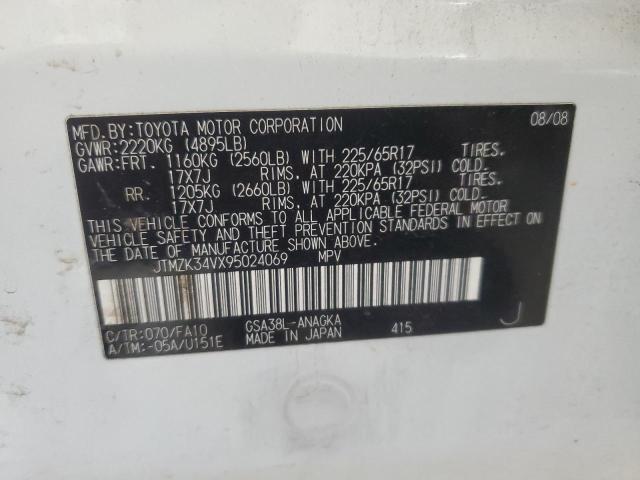 MFD.BY:TOYOTA MOTOR CORPORATION 08/08
GVWR:2220KG (4895LB)
GAWR:FRT. 1160KG (2560LB) WITH 225/65R17 TIRES.
17X7J RIMS. AT 220KPA (32PSI) COLD.
RR. 1205KG (2660LB) WITH 225/65R17 TIRES.
17X7J RIMS. AT 220KPA (32PSI) COLD.
THIS VEHICLE CONFORMS TO ALL APPLICABLE FEDERAL MOTOR
VEHICLE SAFETY AND THEFT PREVENTION STANDARDS IN EFFECT ON
THE DATE OF MANUFACTURE SHOWN ABOVE.
JTMZK34VX95024069 MPV
C/TR:070/FA10 GSA38L-ANAGKA J
A/TM:-05A/U151E MADE IN JAPAN 415